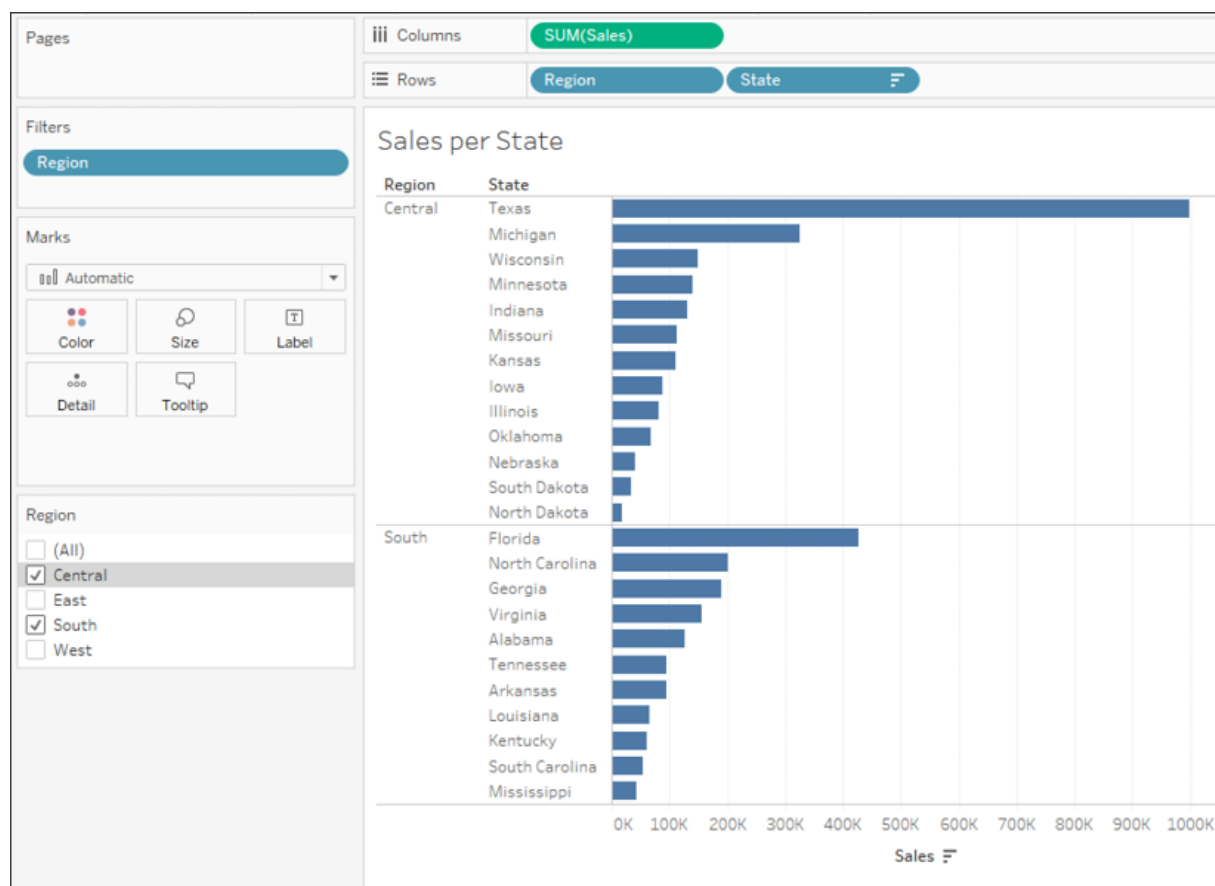 Pages
Columns SUM(Sales)
Rows Region State
Filters
Region
Marks
Automatic
Color Size Label
Detail Tooltip
Region
(All)
Central
East
South
West
Sales per State
Region State
Central Texas
Michigan
Wisconsin
Minnesota
Indiana
Missouri
Kansas
Iowa
Illinois
Oklahoma
Nebraska
South Dakota
North Dakota
South Florida
North Carolina
Georgia
Virginia
Alabama
Tennessee
Arkansas
Louisiana
Kentucky
South Carolina
Mississippi
0K 100K 200K 300K 400K 500K 600K 700K 800K 900K 1000K
Sales